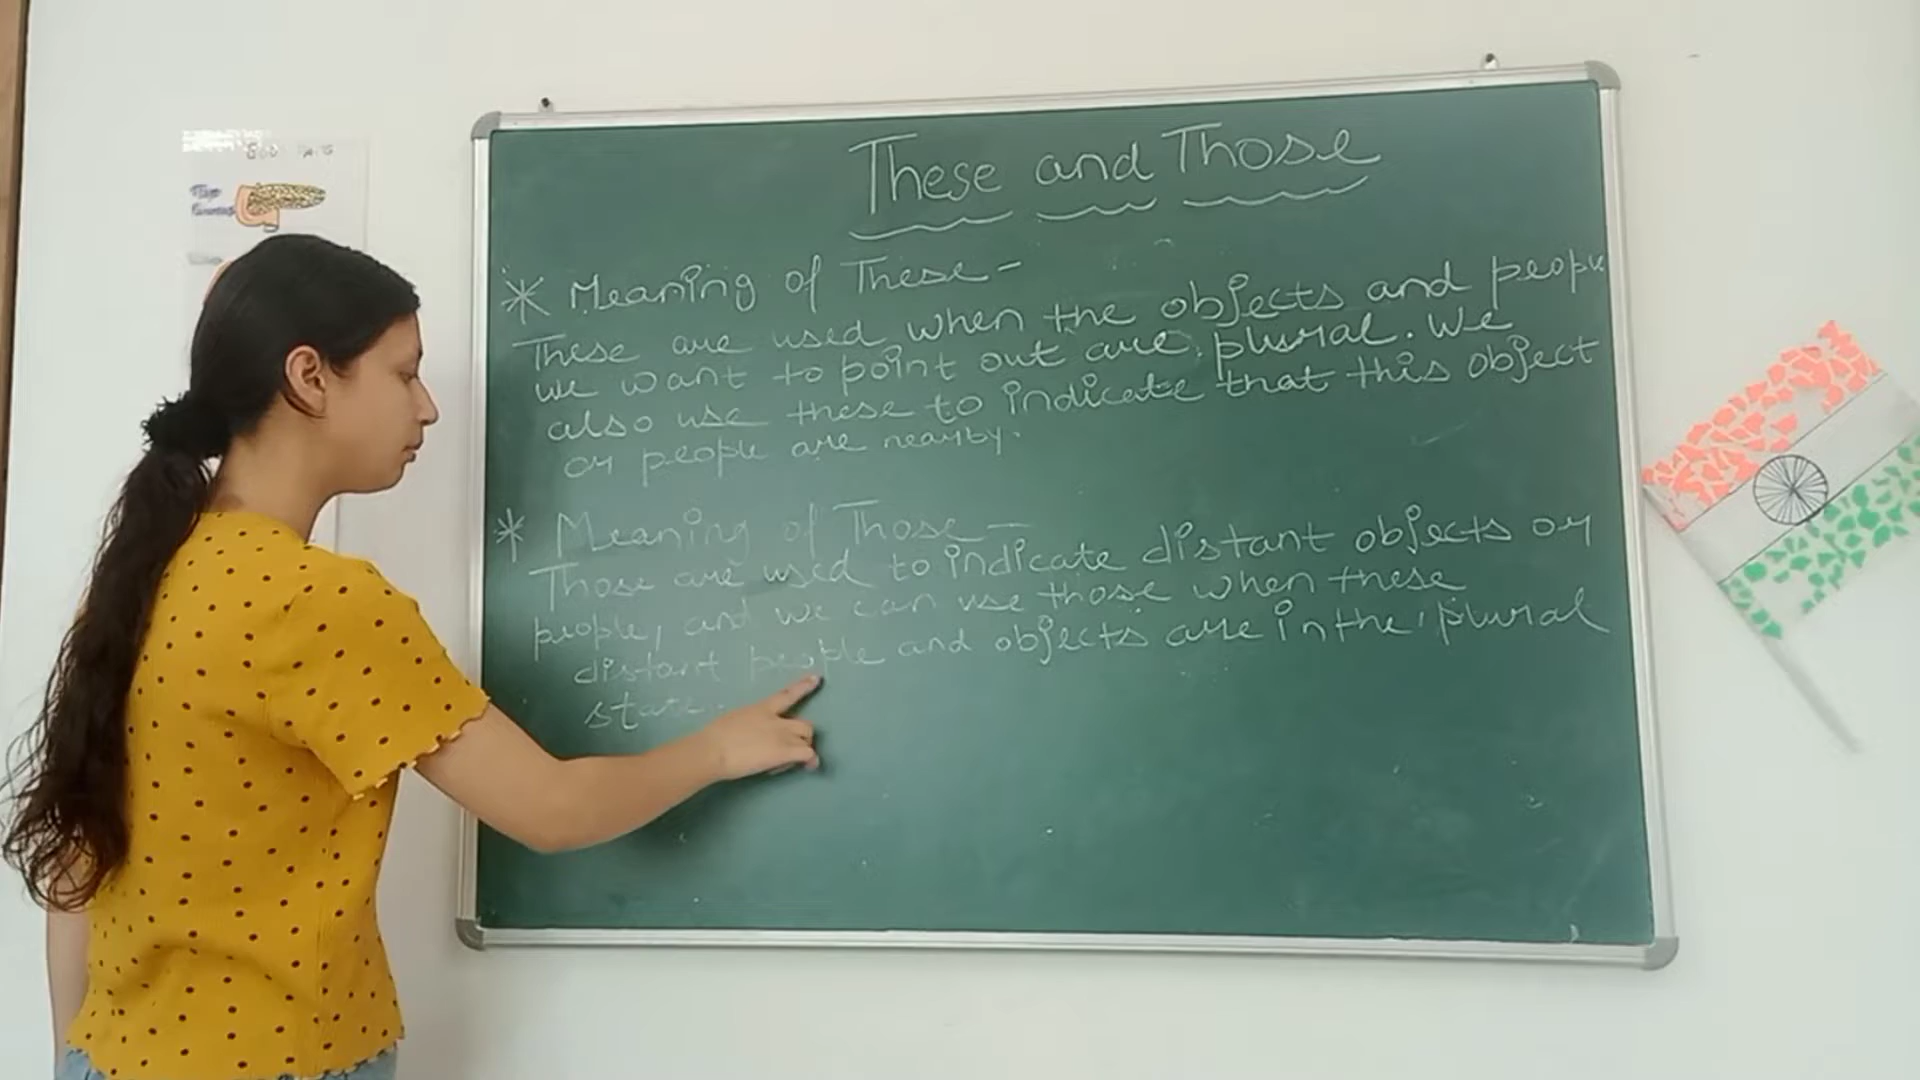 These and Those
* Meaning of These -
These are used when the objects and people
we want to point out are plural. We
also use these to indicate that this object
or people are nearby.
* Meaning of Those -
Those are used to indicate distant objects or
people, and we can use those when these
distant people and objects are in the plural
state.